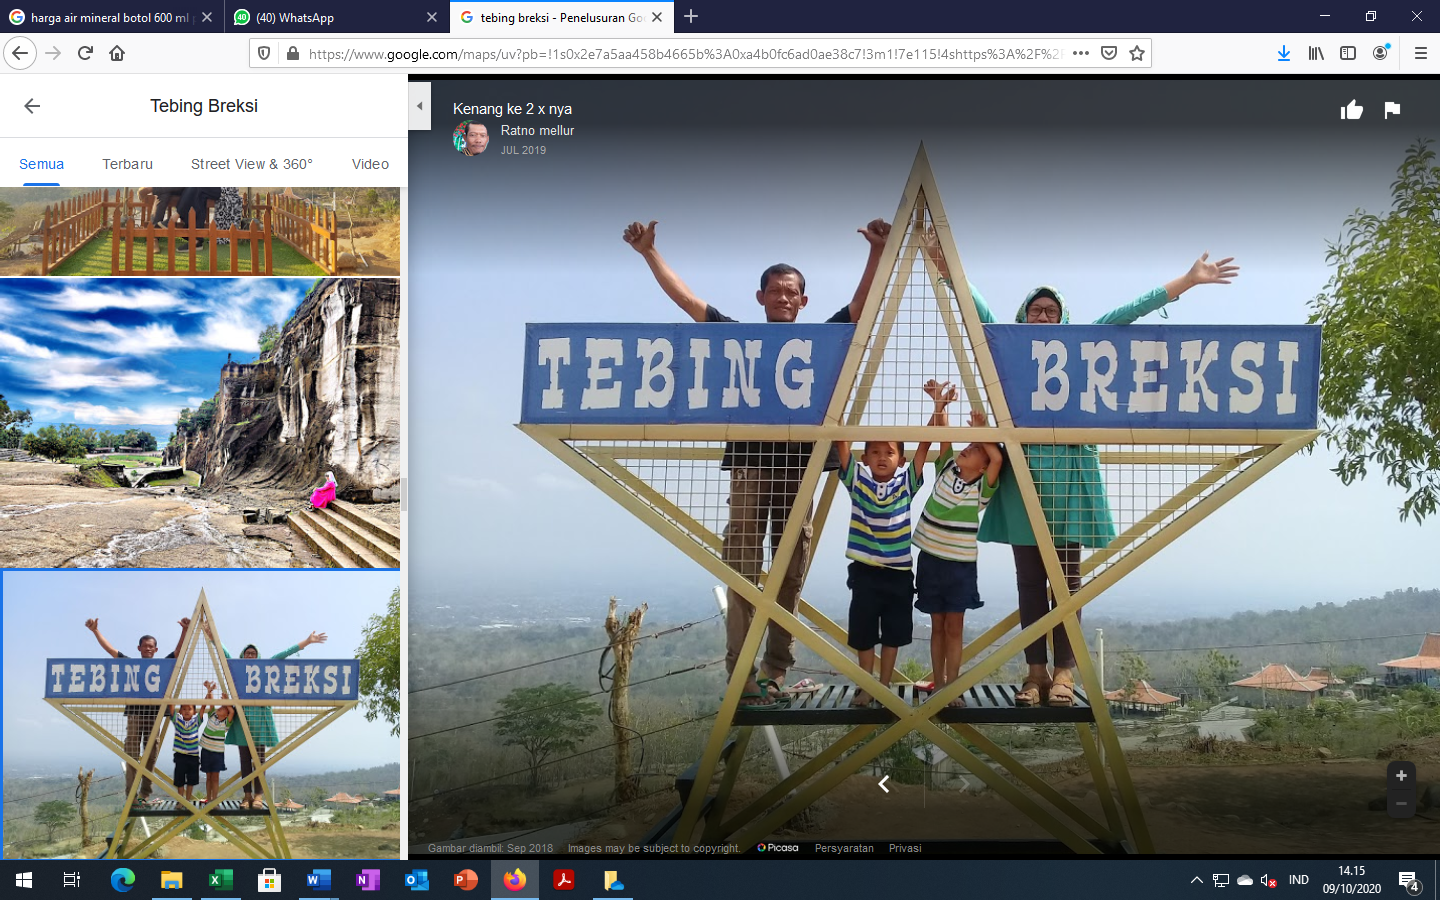 harga air mineral botol 600 ml
(40) WhatsApp
tebing breksi - Penelusuran Goo
https://www.google.com/maps/uv?pb=!1s0x2e7a5aa458b4665b%3A0xa4b0fc6ad0ae38c7!3m1!7e115!4shttps%3A%2F%2F
Tebing Breksi
Semua Terbaru Street View & 360° Video
Kenang ke 2 x nya
Ratno mellur
JUL 2019
TEBING BREKSI
TEBING BREKSI
Gambar diambil: Sep 2018 Images may be subject to copyright. Picasa Persyaratan Privasi
IND
14.15
09/10/2020
4